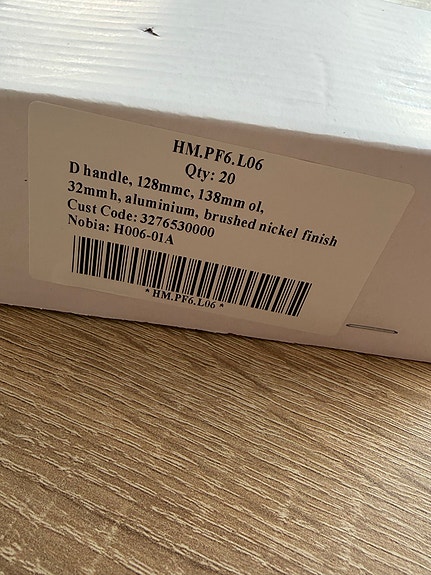 HM.PF6.L06
Qty: 20
D handle, 128mmc, 138mm ol,
32mmh, aluminium, brushed nickel finish
Cust Code: 3276530000
Nobia: H006-01A
*HM.PF6.L06*